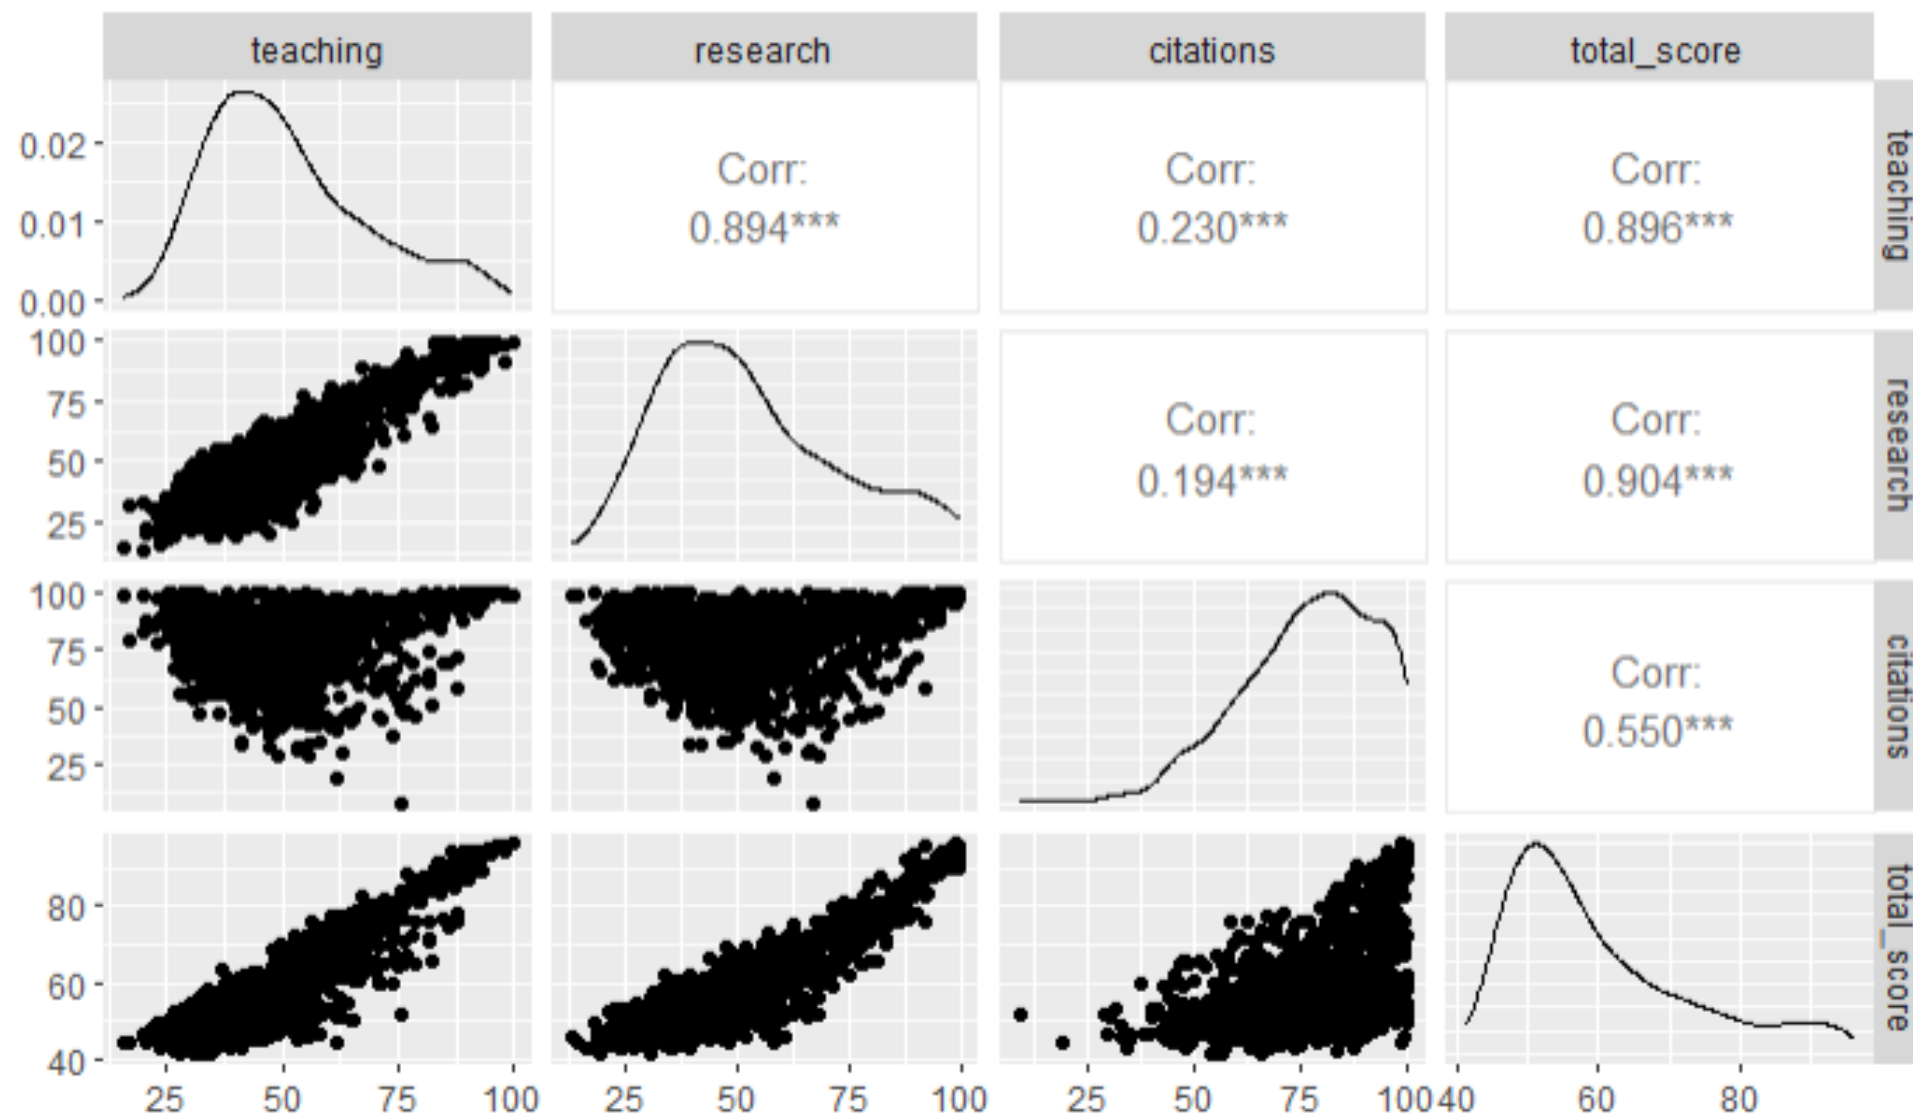 teaching
research
citations
total_score
0.02
0.01
0.00
Corr:
0.894***
Corr:
0.230***
Corr:
0.896***
teaching
100
75
50
25
Corr:
0.194***
Corr:
0.904***
research
100
75
50
25
Corr:
0.550***
citations
80
60
40
total_score
25 50 75 100
25 50 75 100
25 50 75 100
40 60 80